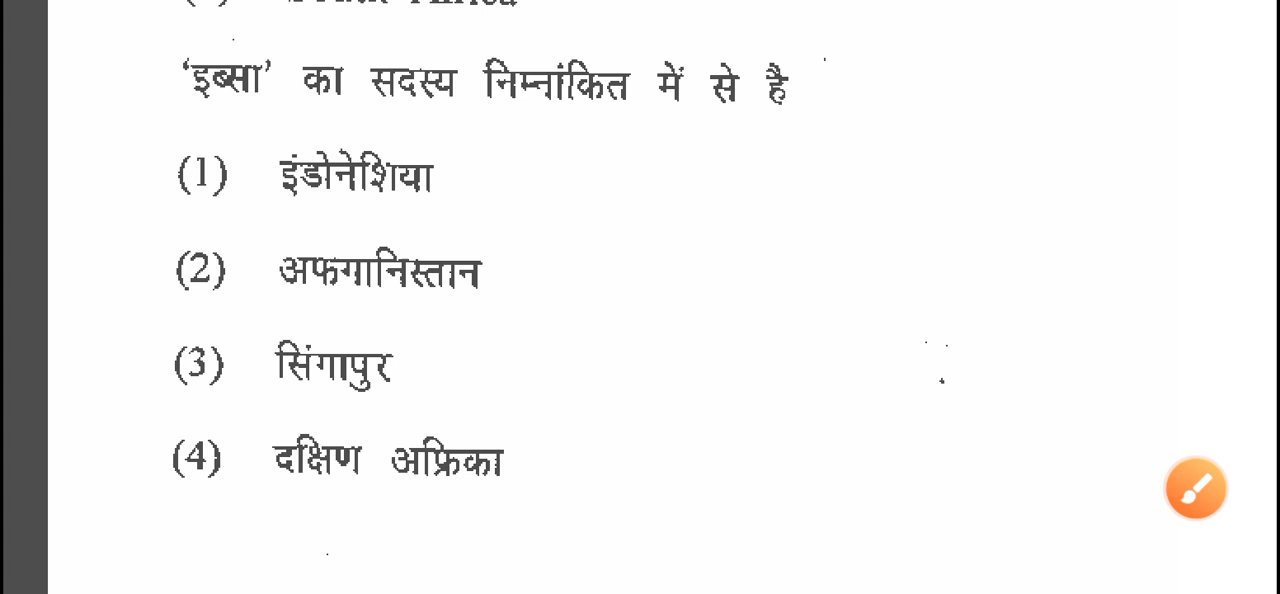 'इब्सा' का सदस्य निम्नांकित में से है
(1) इंडोनेशिया
(2) अफगानिस्तान
(3) सिंगापुर
(4) दक्षिण अफ्रिका